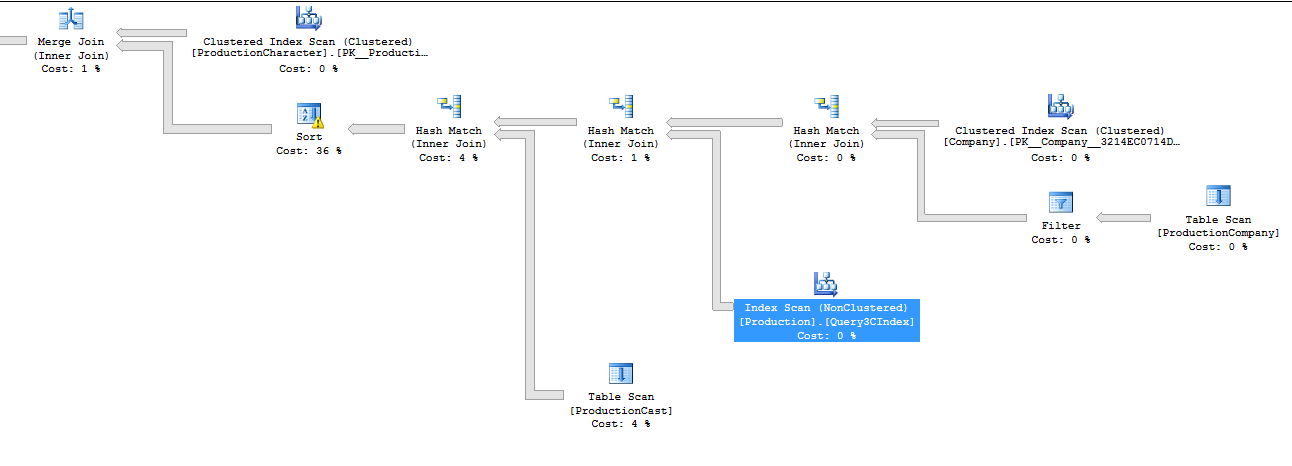 Merge Join
(Inner Join)
Cost: 1 %
Clustered Index Scan (Clustered)
[ProductionCharacter].[PK__Producti…
Cost: 0 %
Sort
Cost: 36 %
Hash Match
(Inner Join)
Cost: 4 %
Hash Match
(Inner Join)
Cost: 1 %
Hash Match
(Inner Join)
Cost: 0 %
Clustered Index Scan (Clustered)
[Company].[PK__Company__3214EC0714D…
Cost: 0 %
Filter
Cost: 0 %
Table Scan
[ProductionCompany]
Cost: 0 %
Index Scan (NonClustered)
[Production].[Query3CIndex]
Cost: 0 %
Table Scan
[ProductionCast]
Cost: 4 %